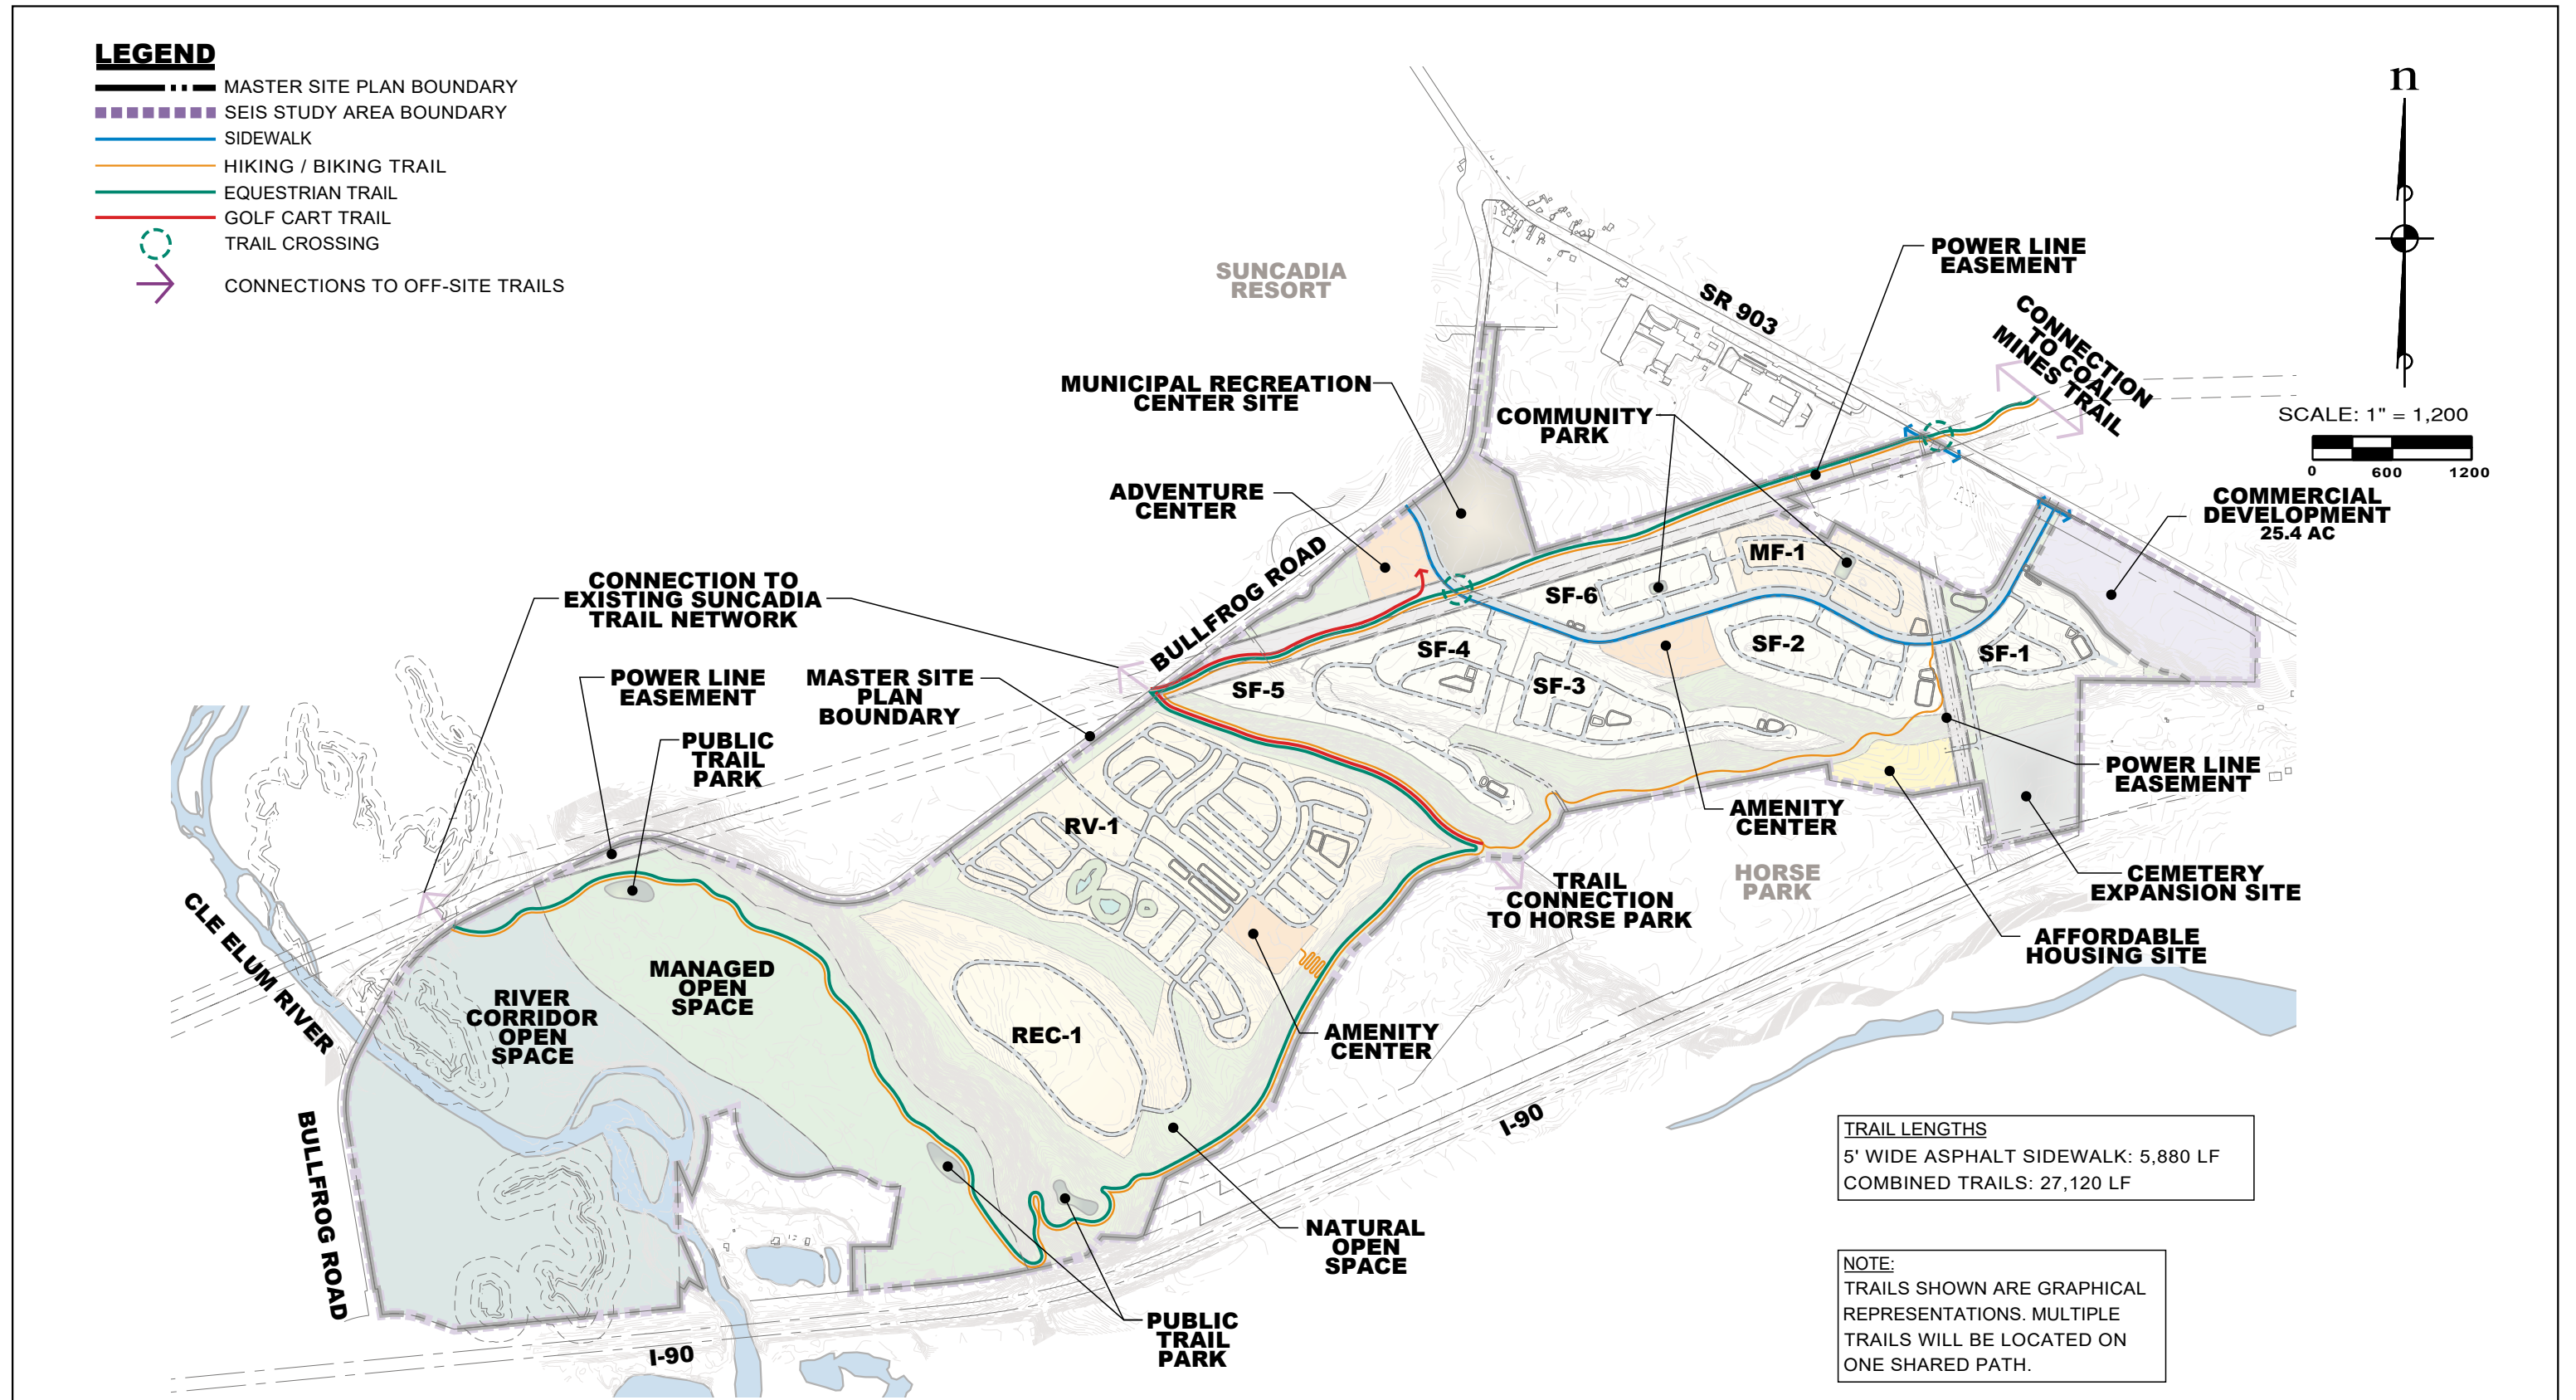 LEGEND
MASTER SITE PLAN BOUNDARY
SEIS STUDY AREA BOUNDARY
SIDEWALK
HIKING / BIKING TRAIL
EQUESTRIAN TRAIL
GOLF CART TRAIL
TRAIL CROSSING
CONNECTIONS TO OFF-SITE TRAILS
n
SCALE: 1" = 1,200
0 600 1200
SUNCADIA
RESORT
SR 903
POWER LINE
EASEMENT
CONNECTION
TO COAL
MINES TRAIL
MUNICIPAL RECREATION
CENTER SITE
COMMUNITY
PARK
ADVENTURE
CENTER
COMMERCIAL
DEVELOPMENT
25.4 AC
BULLFROG ROAD
CONNECTION TO
EXISTING SUNCADIA
TRAIL NETWORK
MF-1
SF-6
SF-4
SF-2
SF-1
SF-5
SF-3
POWER LINE
EASEMENT
MASTER SITE
PLAN
BOUNDARY
PUBLIC
TRAIL
PARK
POWER LINE
EASEMENT
AMENITY
CENTER
RV-1
HORSE
PARK
TRAIL
CONNECTION
TO HORSE PARK
CEMETERY
EXPANSION SITE
AFFORDABLE
HOUSING SITE
CLE ELUM RIVER
MANAGED
OPEN
SPACE
RIVER
CORRIDOR
OPEN
SPACE
REC-1
AMENITY
CENTER
BULLFROG ROAD
I-90
NATURAL
OPEN
SPACE
PUBLIC
TRAIL
PARK
I-90
TRAIL LENGTHS
5' WIDE ASPHALT SIDEWALK: 5,880 LF
COMBINED TRAILS: 27,120 LF
NOTE:
TRAILS SHOWN ARE GRAPHICAL
REPRESENTATIONS. MULTIPLE
TRAILS WILL BE LOCATED ON
ONE SHARED PATH.